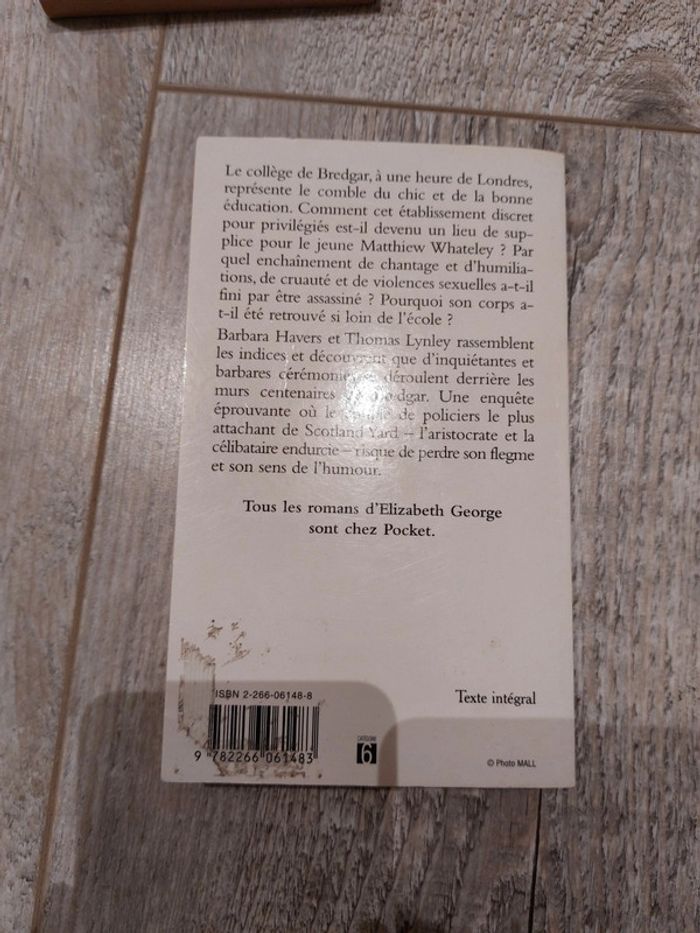 Le collège de Bredgar, à une heure de Londres,
représente le comble du chic et de la bonne
éducation. Comment cet établissement discret
pour privilégiés est-il devenu un lieu de sup-
plice pour le jeune Matthiew Whateley ? Par
quel enchaînement de chantage et d'humilia-
tions, de cruauté et de violences sexuelles a-t-il
fini par être assassiné ? Pourquoi son corps a-
t-il été retrouvé si loin de l'école ?
Barbara Havers et Thomas Lynley rassemblent
les indices et découvrent que d'inquiétantes et
barbares cérémonies se déroulent derrière les
murs centenaires Bredgar. Une enquête
éprouvante où le de policiers le plus
attachant de Scotland Yard – l'aristocrate et la
célibataire endurcie – risque de perdre son flegme
et son sens de l'humour.
Tous les romans d'Elizabeth George
sont chez Pocket.
ISBN 2-266-06148-8
9 782266 061483
CATÉGORIE
6
Texte intégral
© Photo MALL